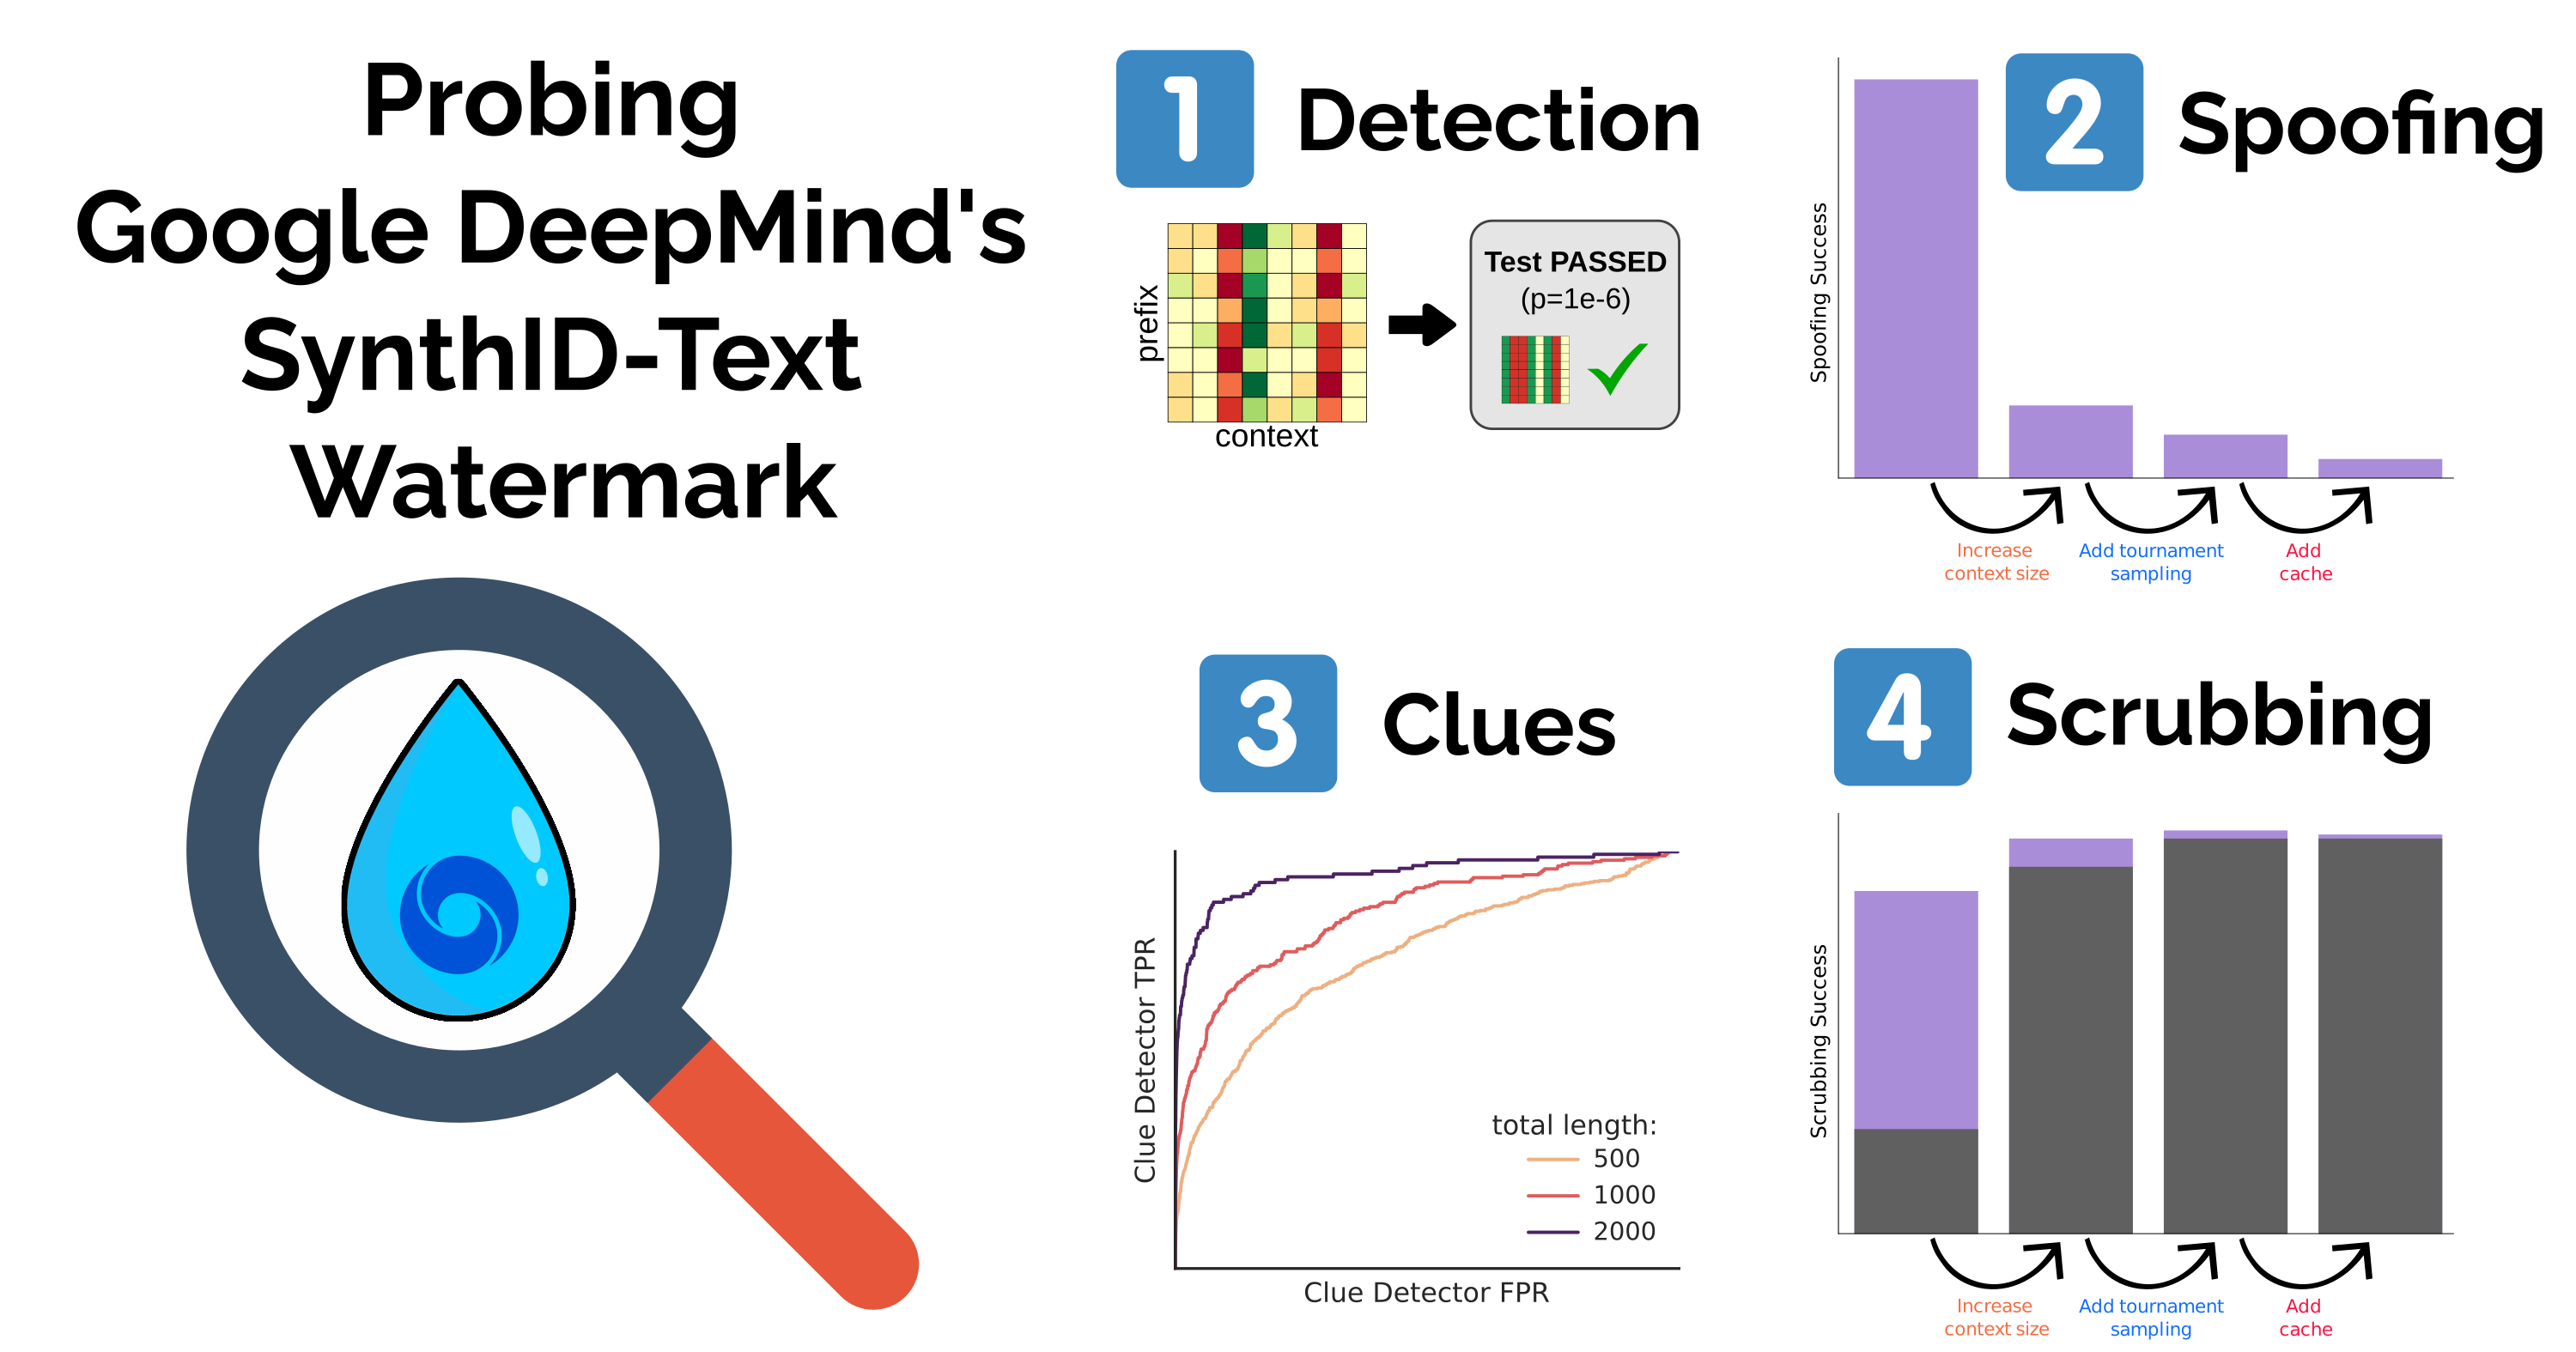 Probing
Google DeepMind's
SynthID-Text
Watermark
1 Detection
prefix
context
Test PASSED
(p=1e-6)
2 Spoofing
Spoofing Success
Increase
context size
Add tournament
sampling
Add
cache
3 Clues
Clue Detector TPR
total length:
500
1000
2000
Clue Detector FPR
4 Scrubbing
Scrubbing Success
Increase
context size
Add tournament
sampling
Add
cache